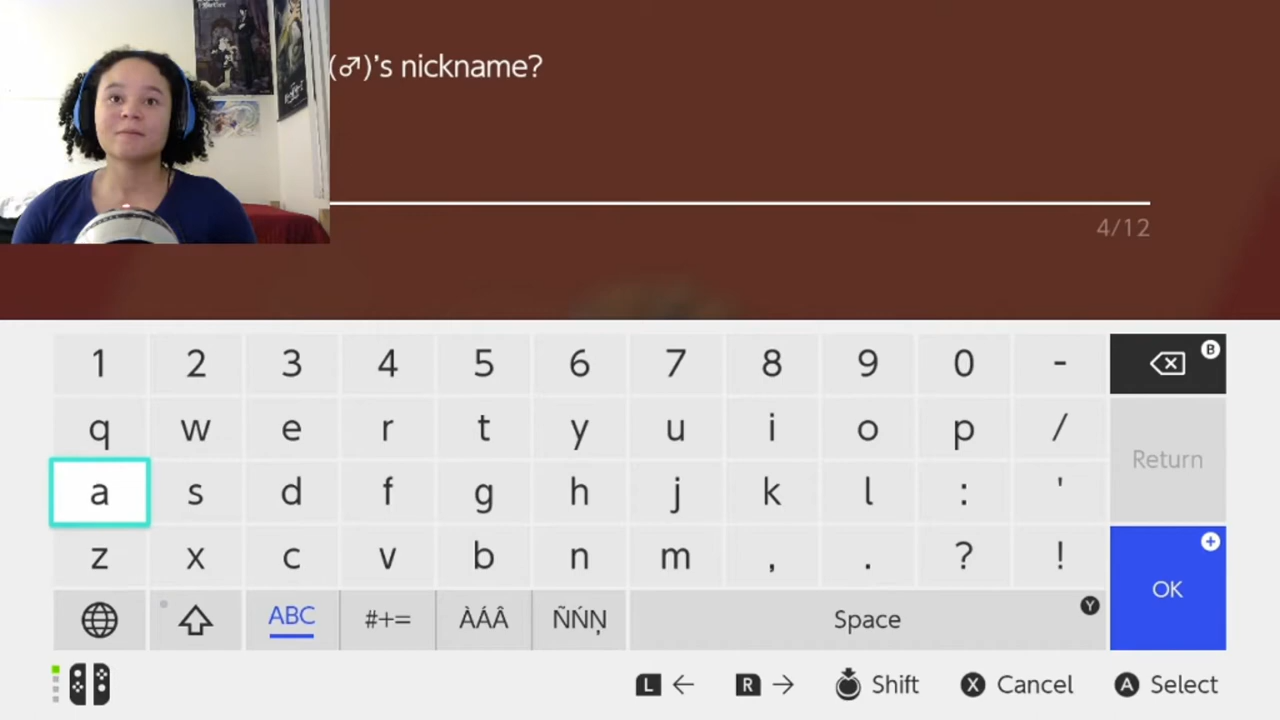 (♂)'s nickname?
4/12
1 2 3 4 5 6 7 8 9 0 - B
q w e r t y u i o p /
Return
a s d f g h j k l : '
z x c v b n m , . ? ! +
OK
ABC #+= ÀÁÂ ÑŃŅ Space Y
L ← R → Shift X Cancel A Select